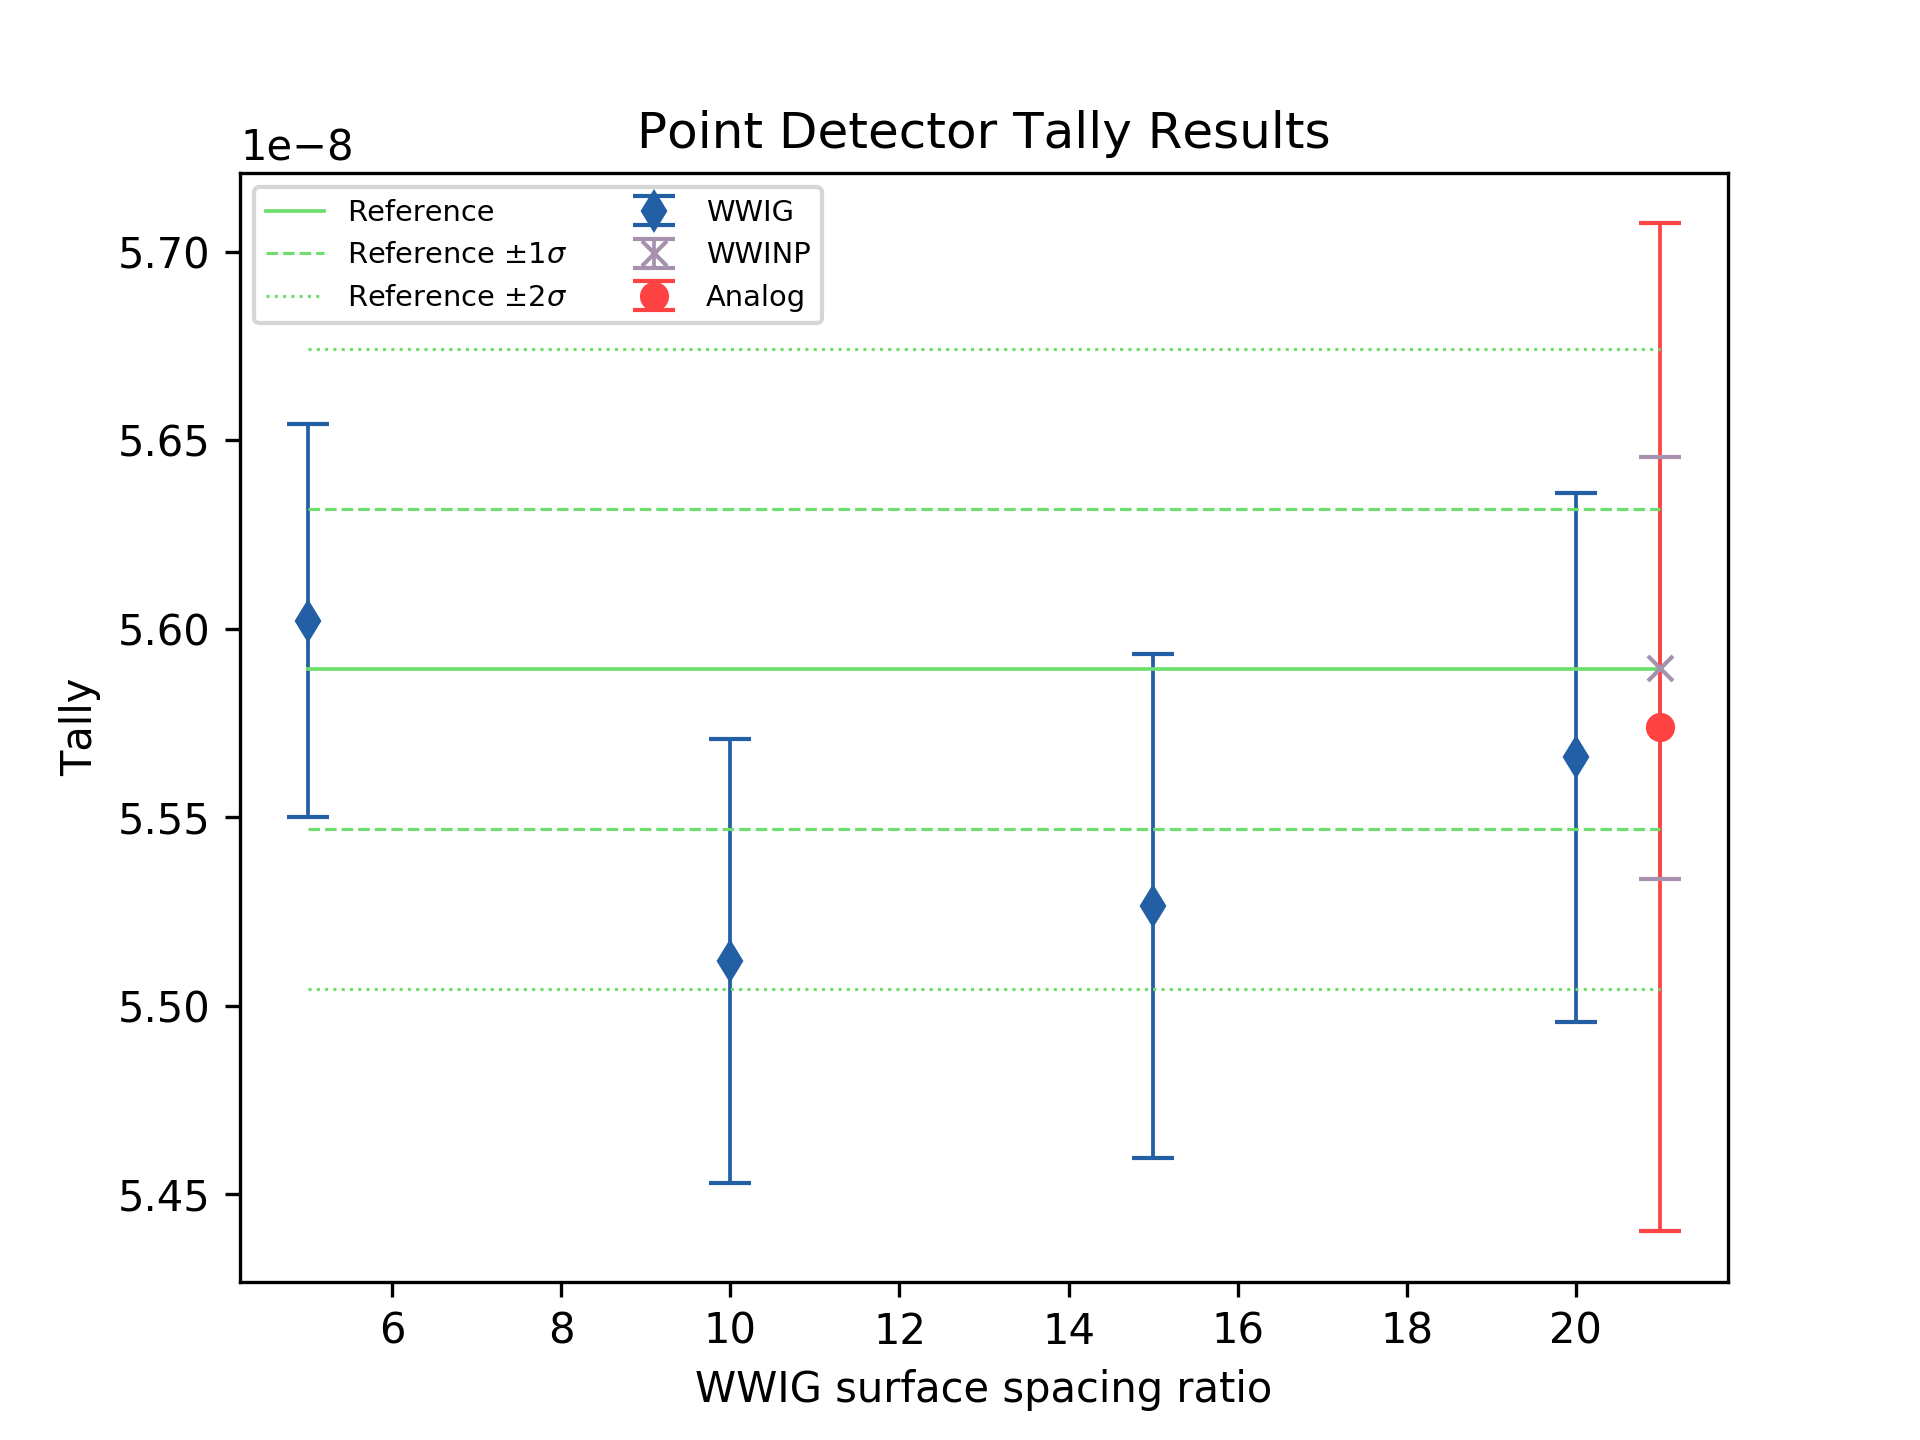 Point Detector Tally Results
1e−8
Reference
Reference ±1σ
Reference ±2σ
WWIG
WWINP
Analog
5.70
5.65
5.60
5.55
5.50
5.45
Tally
6 8 10 12 14 16 18 20
WWIG surface spacing ratio